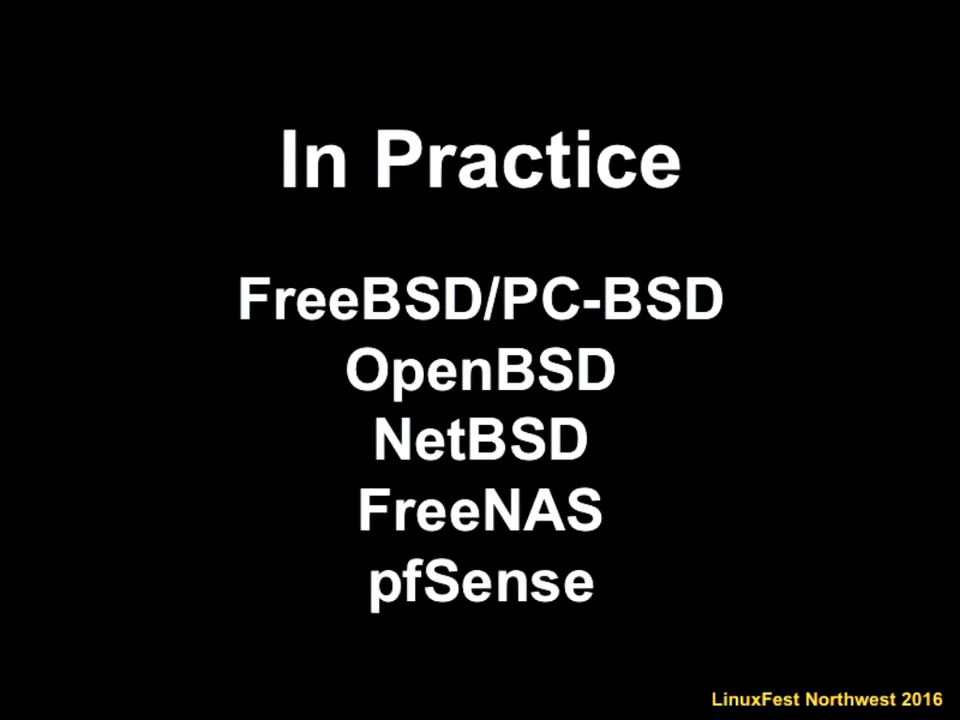 In Practice
FreeBSD/PC-BSD
OpenBSD
NetBSD
FreeNAS
pfSense
LinuxFest Northwest 2016